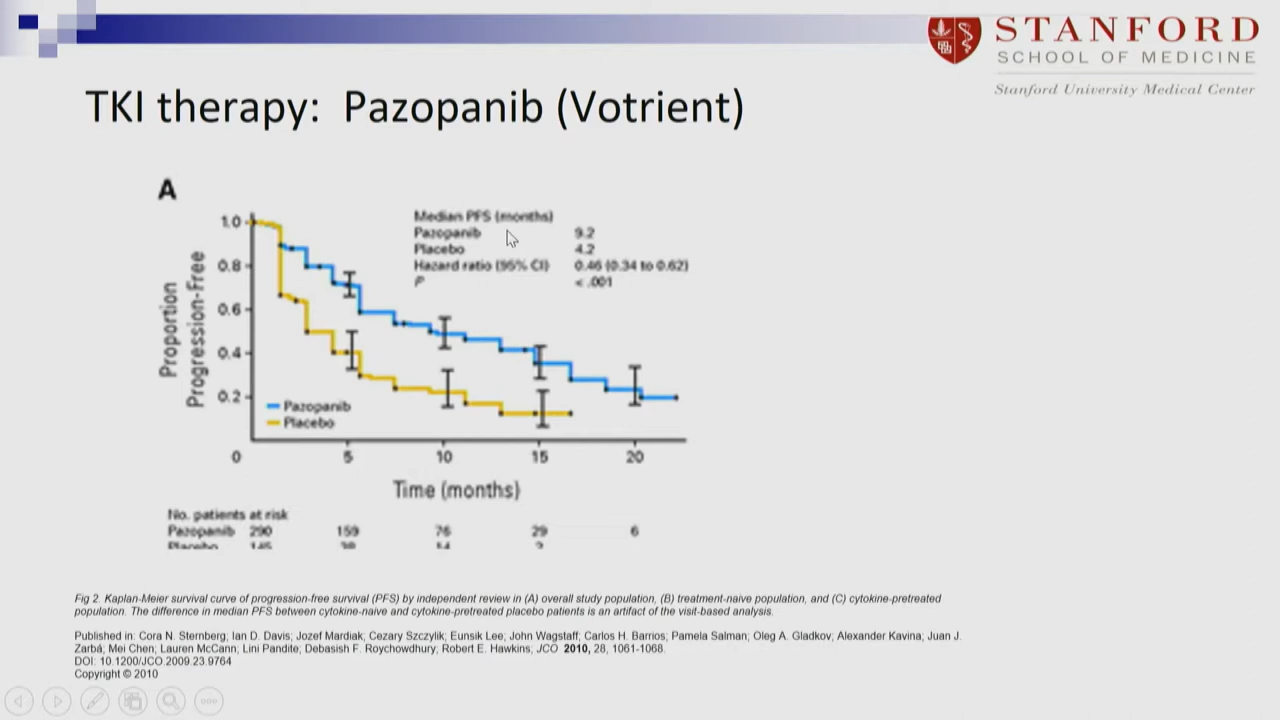 STANFORD
SCHOOL OF MEDICINE
Stanford University Medical Center
TKI therapy: Pazopanib (Votrient)
A
Median PFS (months)
Pazopanib 9.2
Placebo 4.2
Hazard ratio (95% CI) 0.46 (0.34 to 0.62)
P < .001
Proportion
Progression-Free
1.0
0.8
0.6
0.4
0.2
Pazopanib
Placebo
0 5 10 15 20
Time (months)
No. patients at risk
Pazopanib 290 159 76 29 6
Placebo 145
Fig 2. Kaplan-Meier survival curve of progression-free survival (PFS) by independent review in (A) overall study population, (B) treatment-naive population, and (C) cytokine-pretreated
population. The difference in median PFS between cytokine-naive and cytokine-pretreated placebo patients is an artifact of the visit-based analysis.
Published in: Cora N. Sternberg; Ian D. Davis; Jozef Mardiak; Cezary Szczylik; Eunsik Lee; John Wagstaff; Carlos H. Barrios; Pamela Salman; Oleg A. Gladkov; Alexander Kavina; Juan J.
Zarbá; Mei Chen; Lauren McCann; Lini Pandite; Debasish F. Roychowdhury; Robert E. Hawkins; JCO 2010, 28, 1061-1068.
DOI: 10.1200/JCO.2009.23.9764
Copyright © 2010